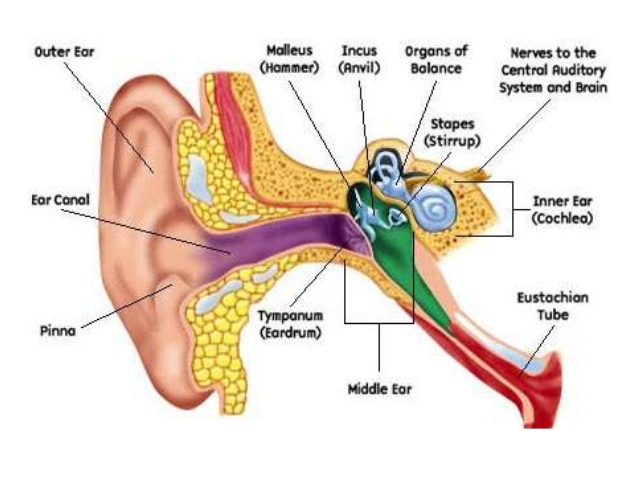 Outer Ear
Malleus
(Hammer)
Incus
(Anvil)
Organs of
Balance
Nerves to the
Central Auditory
System and Brain
Stapes
(Stirrup)
Ear Canal
Inner Ear
(Cochlea)
Eustachian
Tube
Tympanum
(Eardrum)
Pinna
Middle Ear